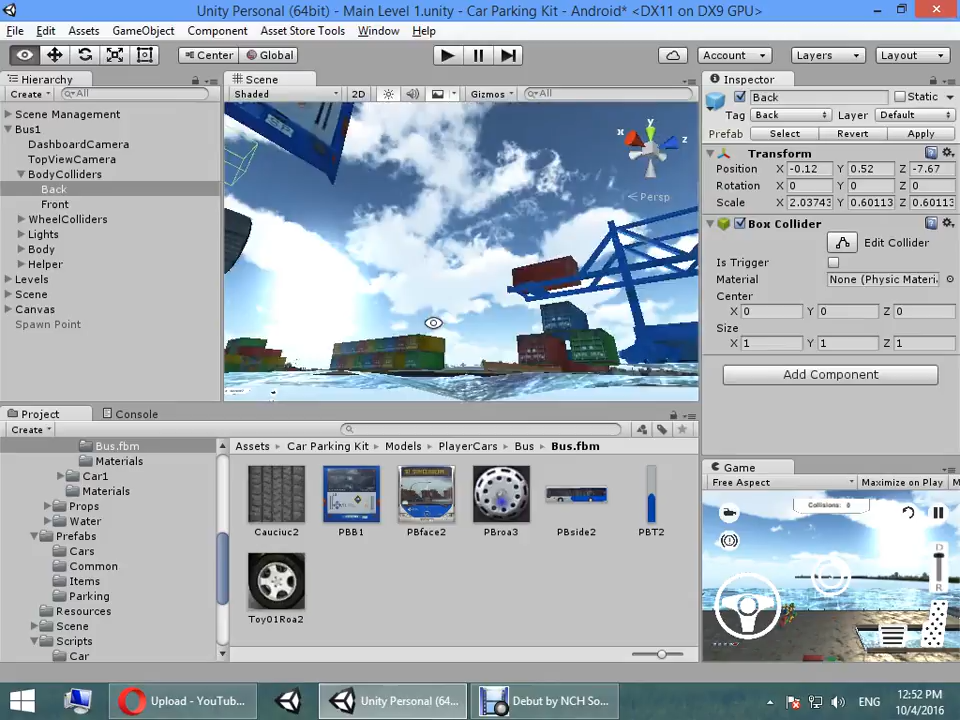 Unity Personal (64bit) - Main Level 1.unity - Car Parking Kit - Android* <DX11 on DX9 GPU>
File Edit Assets GameObject Component Asset Store Tools Window Help
Center Global Account Layers Layout
Hierarchy
Create All
Scene Management
Bus1
DashboardCamera
TopViewCamera
BodyColliders
Back
Front
WheelColliders
Lights
Body
Helper
Levels
Scene
Canvas
Spawn Point
Scene
Shaded 2D Gizmos All
x y z
Persp
Inspector
Back Static
Tag Back Layer Default
Prefab Select Revert Apply
Transform
Position X -0.12 Y 0.52 Z -7.67
Rotation X 0 Y 0 Z 0
Scale X 2.03743 Y 0.60113 Z 0.60113
Box Collider
Edit Collider
Is Trigger
Material None (Physic Materi
Center
X 0 Y 0 Z 0
Size
X 1 Y 1 Z 1
Add Component
Project Console
Create
Bus.fbm
Materials
Car1
Materials
Props
Water
Prefabs
Cars
Common
Items
Parking
Resources
Scene
Scripts
Car
Assets Car Parking Kit Models PlayerCars Bus Bus.fbm
Cauciuc2 PBB1 PBface2 PBroa3 PBside2 PBT2
Toy01Roa2
Game
Free Aspect Maximize on Play M
Collisions: 0
D
R
Upload - YouTub... Unity Personal (64... Debut by NCH So...
ENG
12:52 PM
10/4/2016